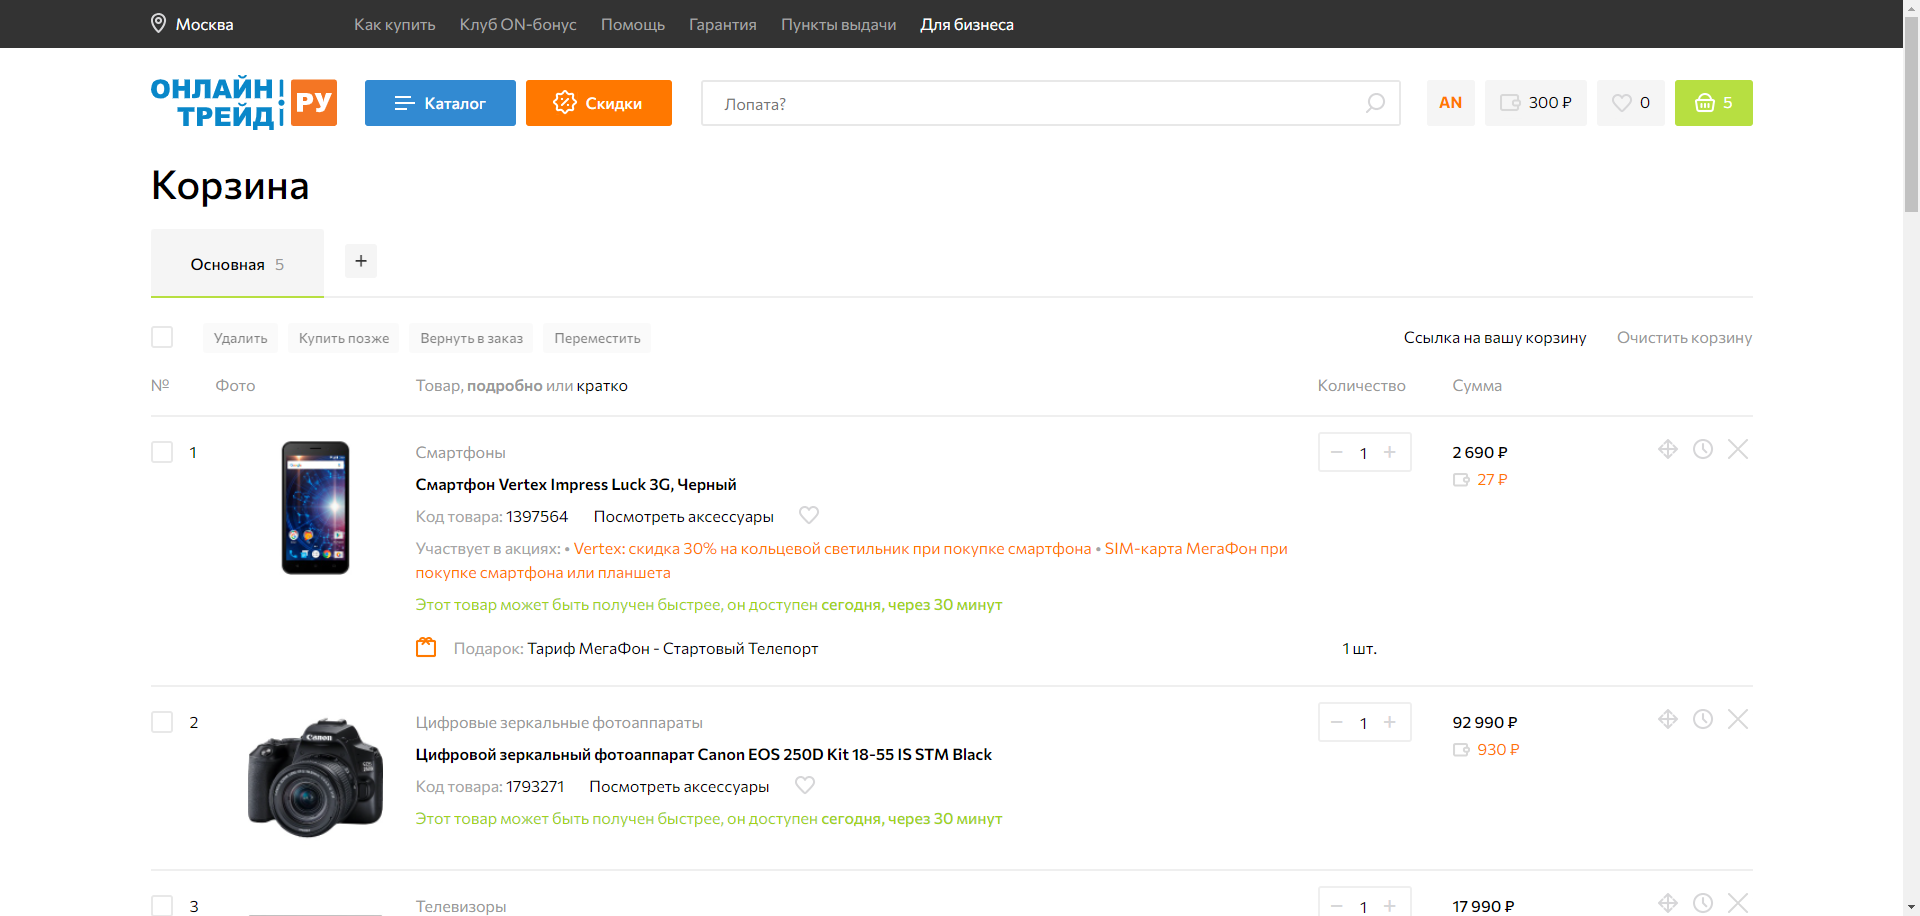 Москва Как купить Клуб ON-бонус Помощь Гарантия Пункты выдачи Для бизнеса
ОНЛАЙН ТРЕЙД РУ Каталог Скидки Лопата? AN 300 ₽ 0 5
Корзина
Основная 5 +
Удалить Купить позже Вернуть в заказ Переместить Ссылка на вашу корзину Очистить корзину
№ Фото Товар, подробно или кратко Количество Сумма
1 Смартфоны − 1 + 2 690 ₽
Смартфон Vertex Impress Luck 3G, Черный 27 ₽
Код товара: 1397564 Посмотреть аксессуары
Участвует в акциях: • Vertex: скидка 30% на кольцевой светильник при покупке смартфона • SIM-карта МегаФон при
покупке смартфона или планшета
Этот товар может быть получен быстрее, он доступен сегодня, через 30 минут
Подарок: Тариф МегаФон - Стартовый Телепорт 1 шт.
2 Цифровые зеркальные фотоаппараты − 1 + 92 990 ₽
Canon
Цифровой зеркальный фотоаппарат Canon EOS 250D Kit 18-55 IS STM Black 930 ₽
Код товара: 1793271 Посмотреть аксессуары
Этот товар может быть получен быстрее, он доступен сегодня, через 30 минут
3 Телевизоры − 1 + 17 990 ₽